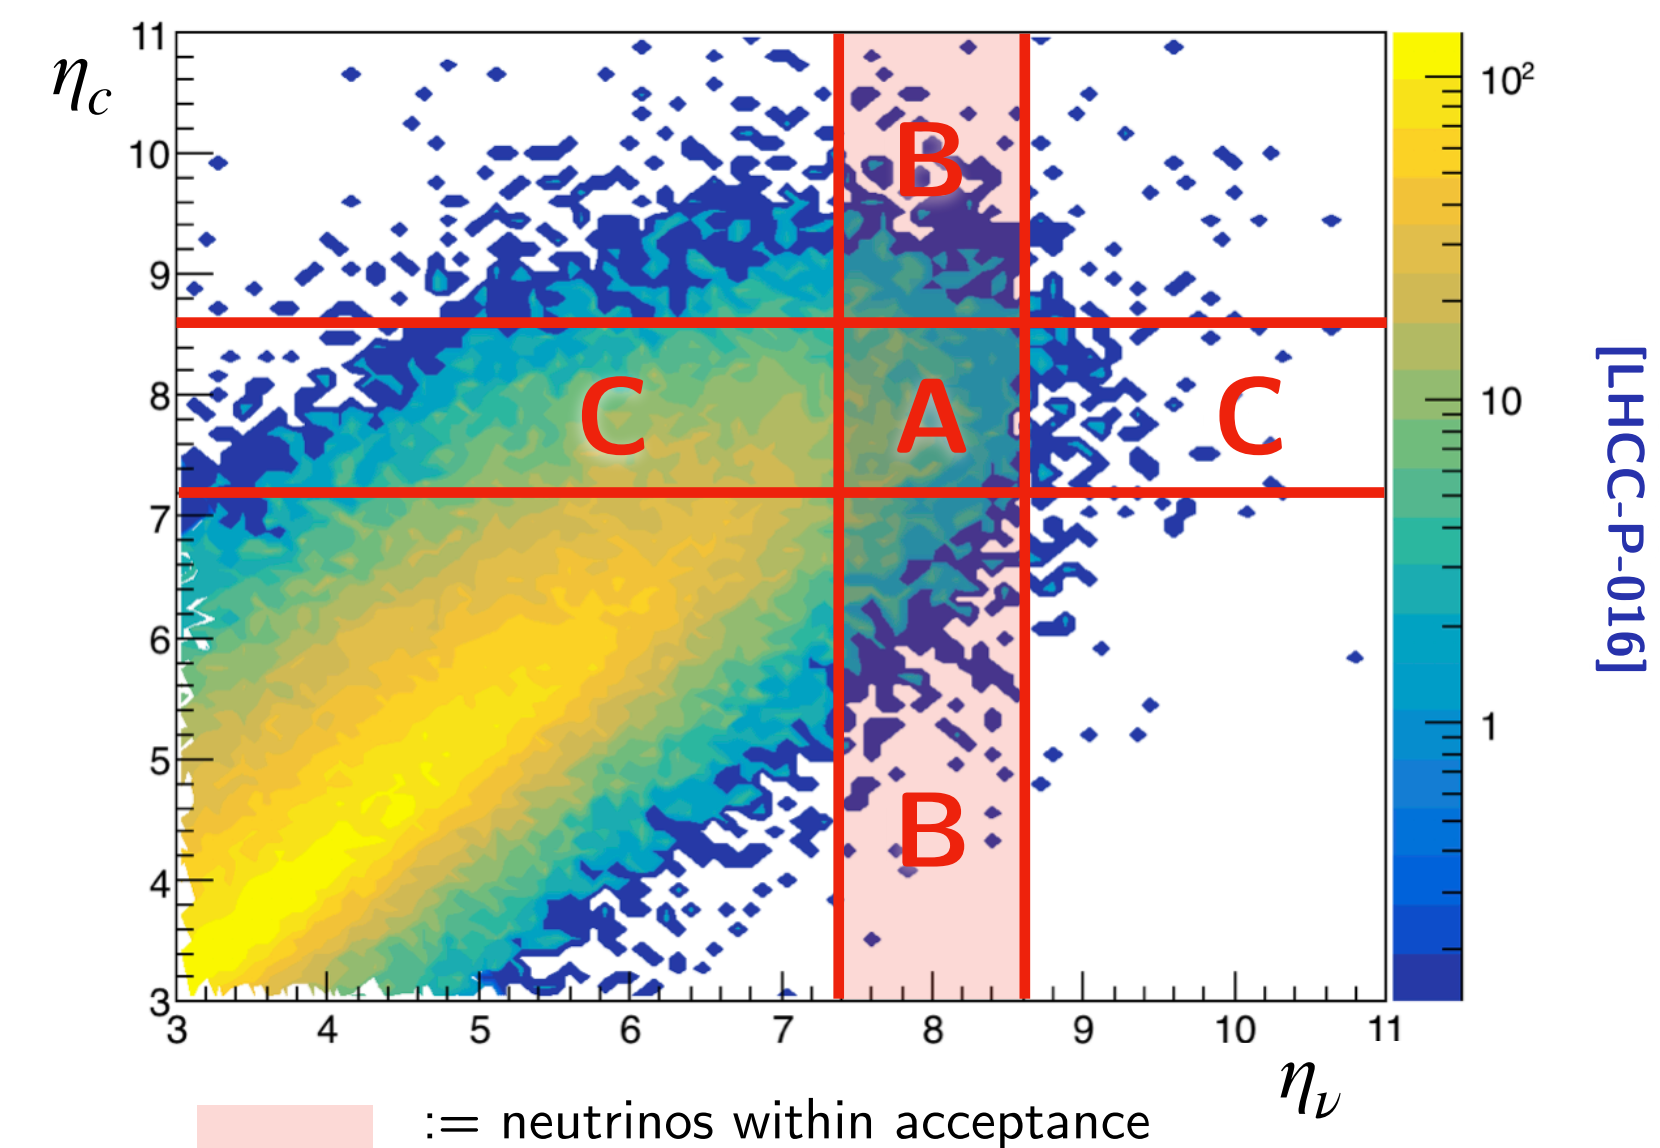 η_c
11
10
9
8
7
6
5
4
3
3 4 5 6 7 8 9 10 11
η_ν
B
C A C
B
10²
10
1
[LHCC-P-016]
:= neutrinos within acceptance